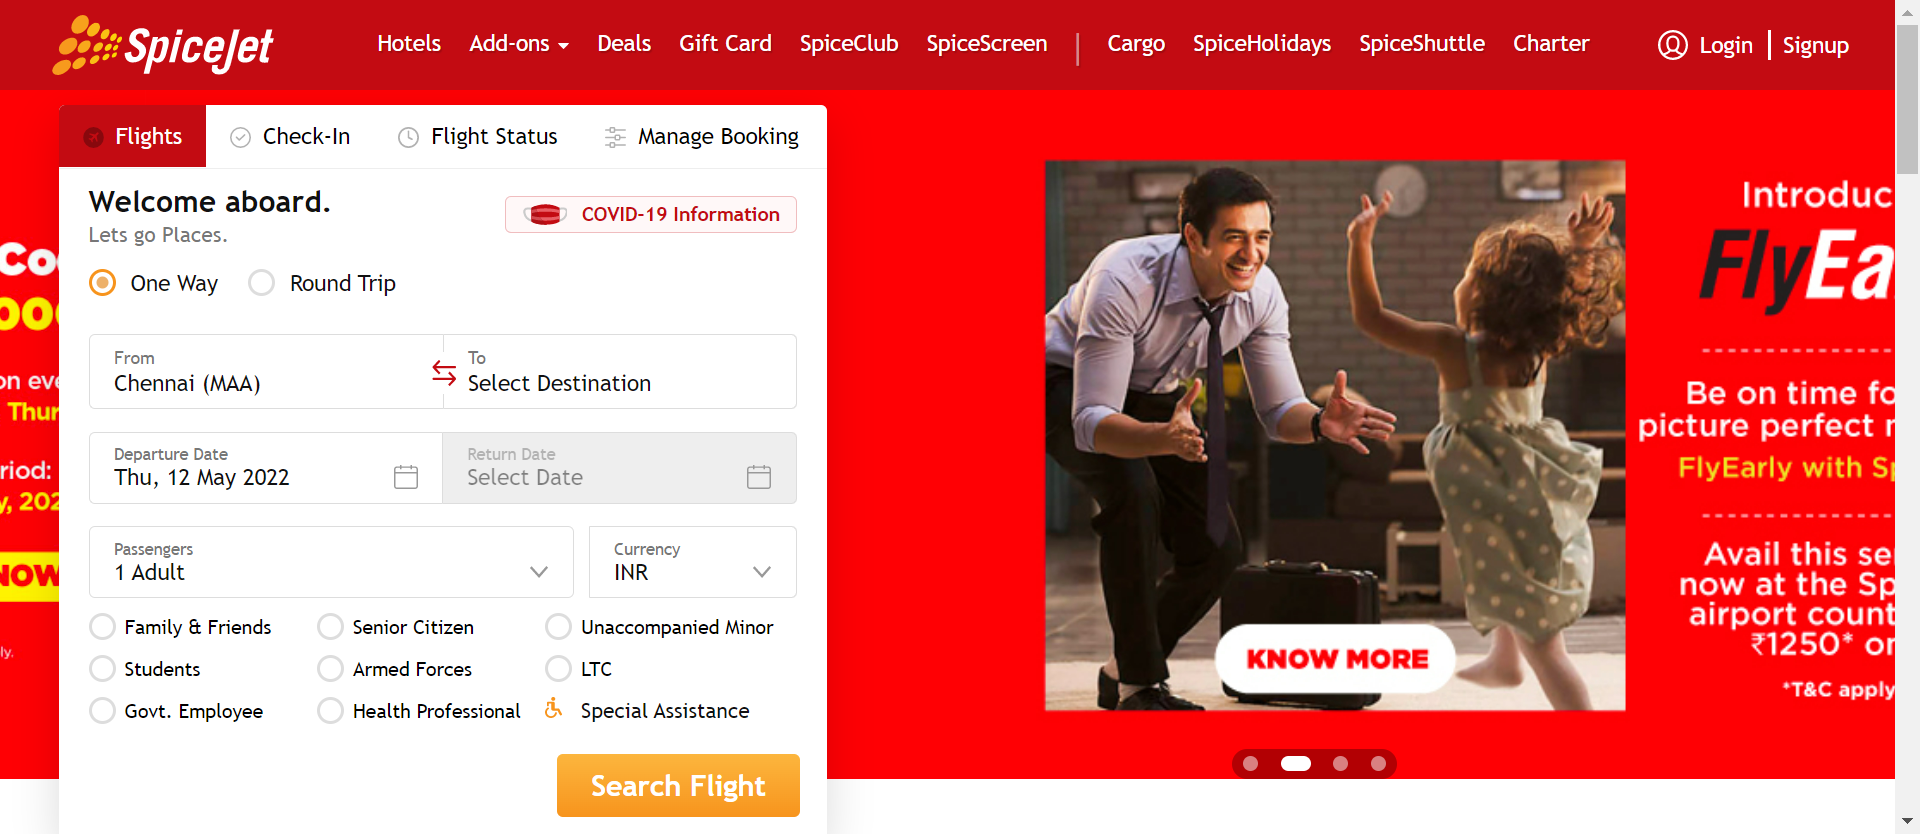 SpiceJet
Hotels Add-ons Deals Gift Card SpiceClub SpiceScreen | Cargo SpiceHolidays SpiceShuttle Charter Login | Signup
Flights Check-In Flight Status Manage Booking
Welcome aboard.
Lets go Places.
COVID-19 Information
One Way Round Trip
From
Chennai (MAA)
To
Select Destination
Departure Date
Thu, 12 May 2022
Return Date
Select Date
Passengers
1 Adult
Currency
INR
Family & Friends Senior Citizen Unaccompanied Minor
Students Armed Forces LTC
Govt. Employee Health Professional Special Assistance
Search Flight
Introduc
FlyEa
Be on time fo
picture perfect
FlyEarly with Sp
Avail this se
now at the Sp
airport count
₹1250* or
*T&C apply
KNOW MORE
Co
00
on eve
Thur
riod:
y, 202
NOW
ly.